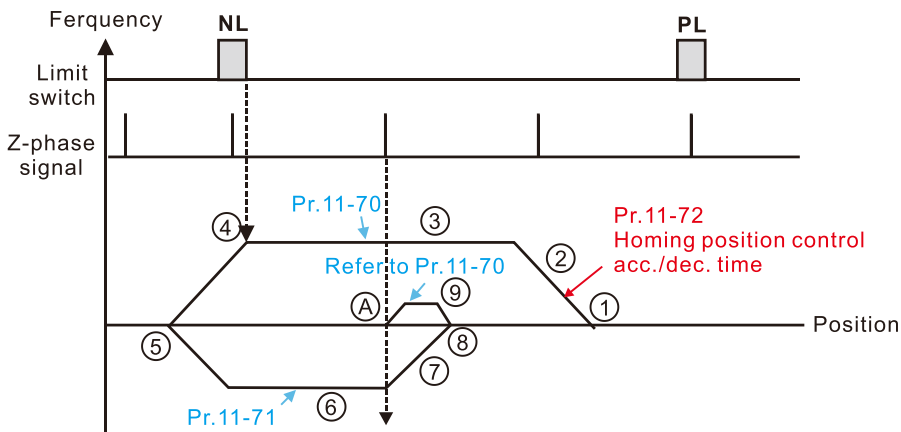 Ferquency
NL
PL
Limit
switch
Z-phase
signal
Pr.11-70
④
③
Pr.11-72
Homing position control
acc./dec. time
②
Refer to Pr.11-70
Ⓐ
⑨
①
Position
⑤
⑧
⑦
⑥
Pr.11-71